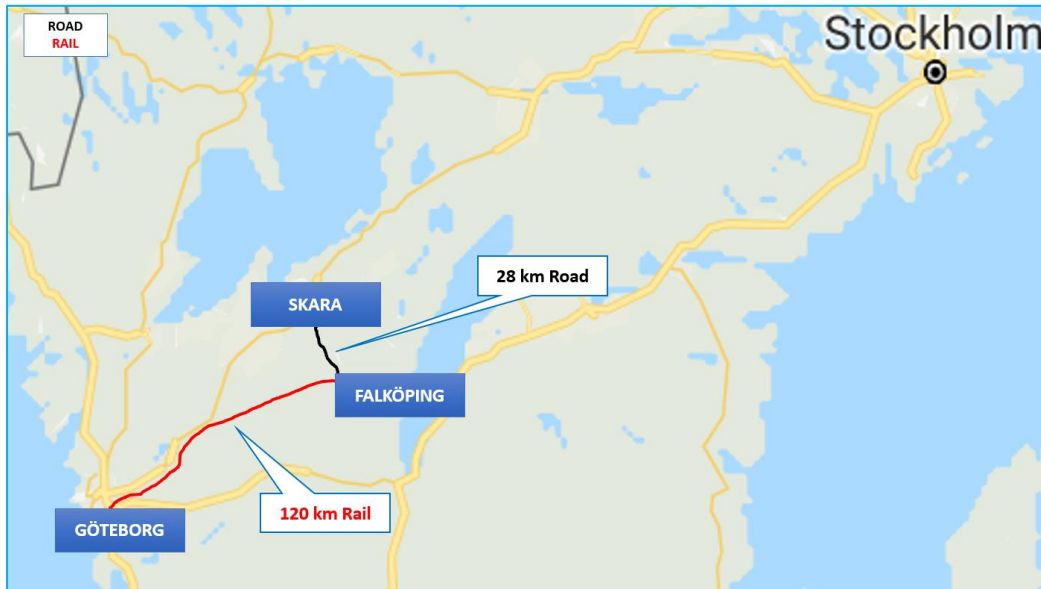 ROAD
RAIL
Stockholm
28 km Road
SKARA
FALKÖPING
120 km Rail
GÖTEBORG